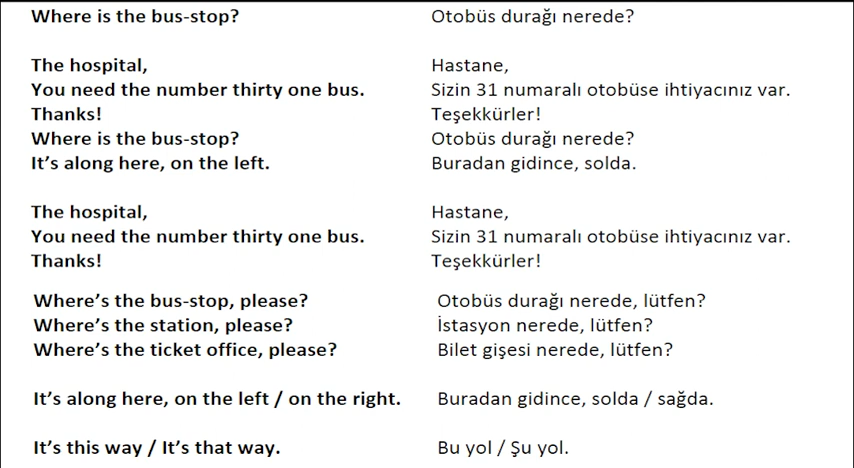 Where is the bus-stop? Otobüs durağı nerede?
The hospital, Hastane,
You need the number thirty one bus. Sizin 31 numaralı otobüse ihtiyacınız var.
Thanks! Teşekkürler!
Where is the bus-stop? Otobüs durağı nerede?
It’s along here, on the left. Buradan gidince, solda.
The hospital, Hastane,
You need the number thirty one bus. Sizin 31 numaralı otobüse ihtiyacınız var.
Thanks! Teşekkürler!
Where’s the bus-stop, please? Otobüs durağı nerede, lütfen?
Where’s the station, please? İstasyon nerede, lütfen?
Where’s the ticket office, please? Bilet gişesi nerede, lütfen?
It’s along here, on the left / on the right. Buradan gidince, solda / sağda.
It’s this way / It’s that way. Bu yol / Şu yol.